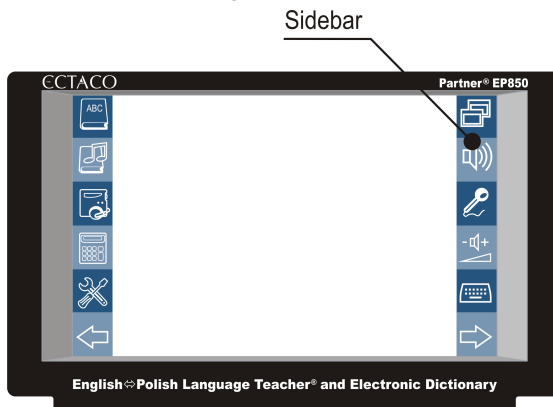 Sidebar
ECTACO
Partner® EP850
ABC
- +
English⇔Polish Language Teacher® and Electronic Dictionary